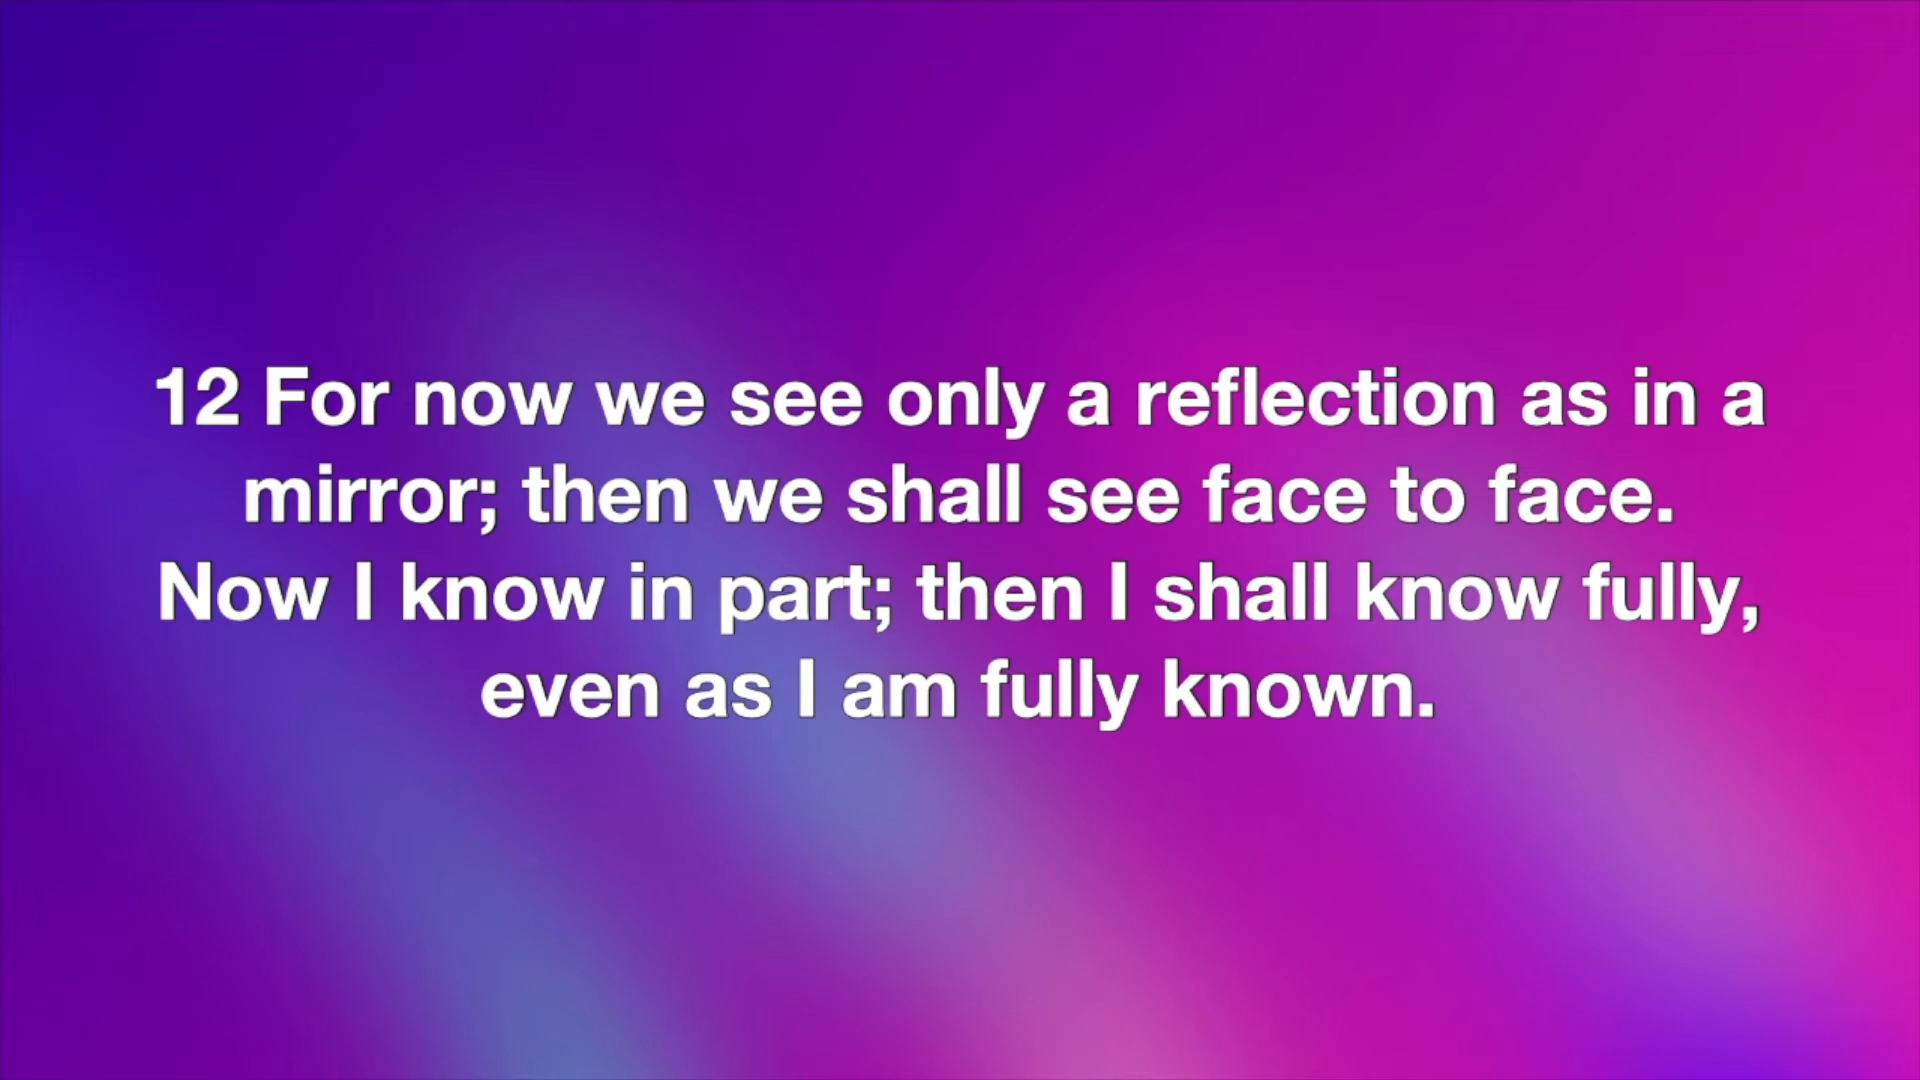 12 For now we see only a reflection as in a
mirror; then we shall see face to face.
Now I know in part; then I shall know fully,
even as I am fully known.